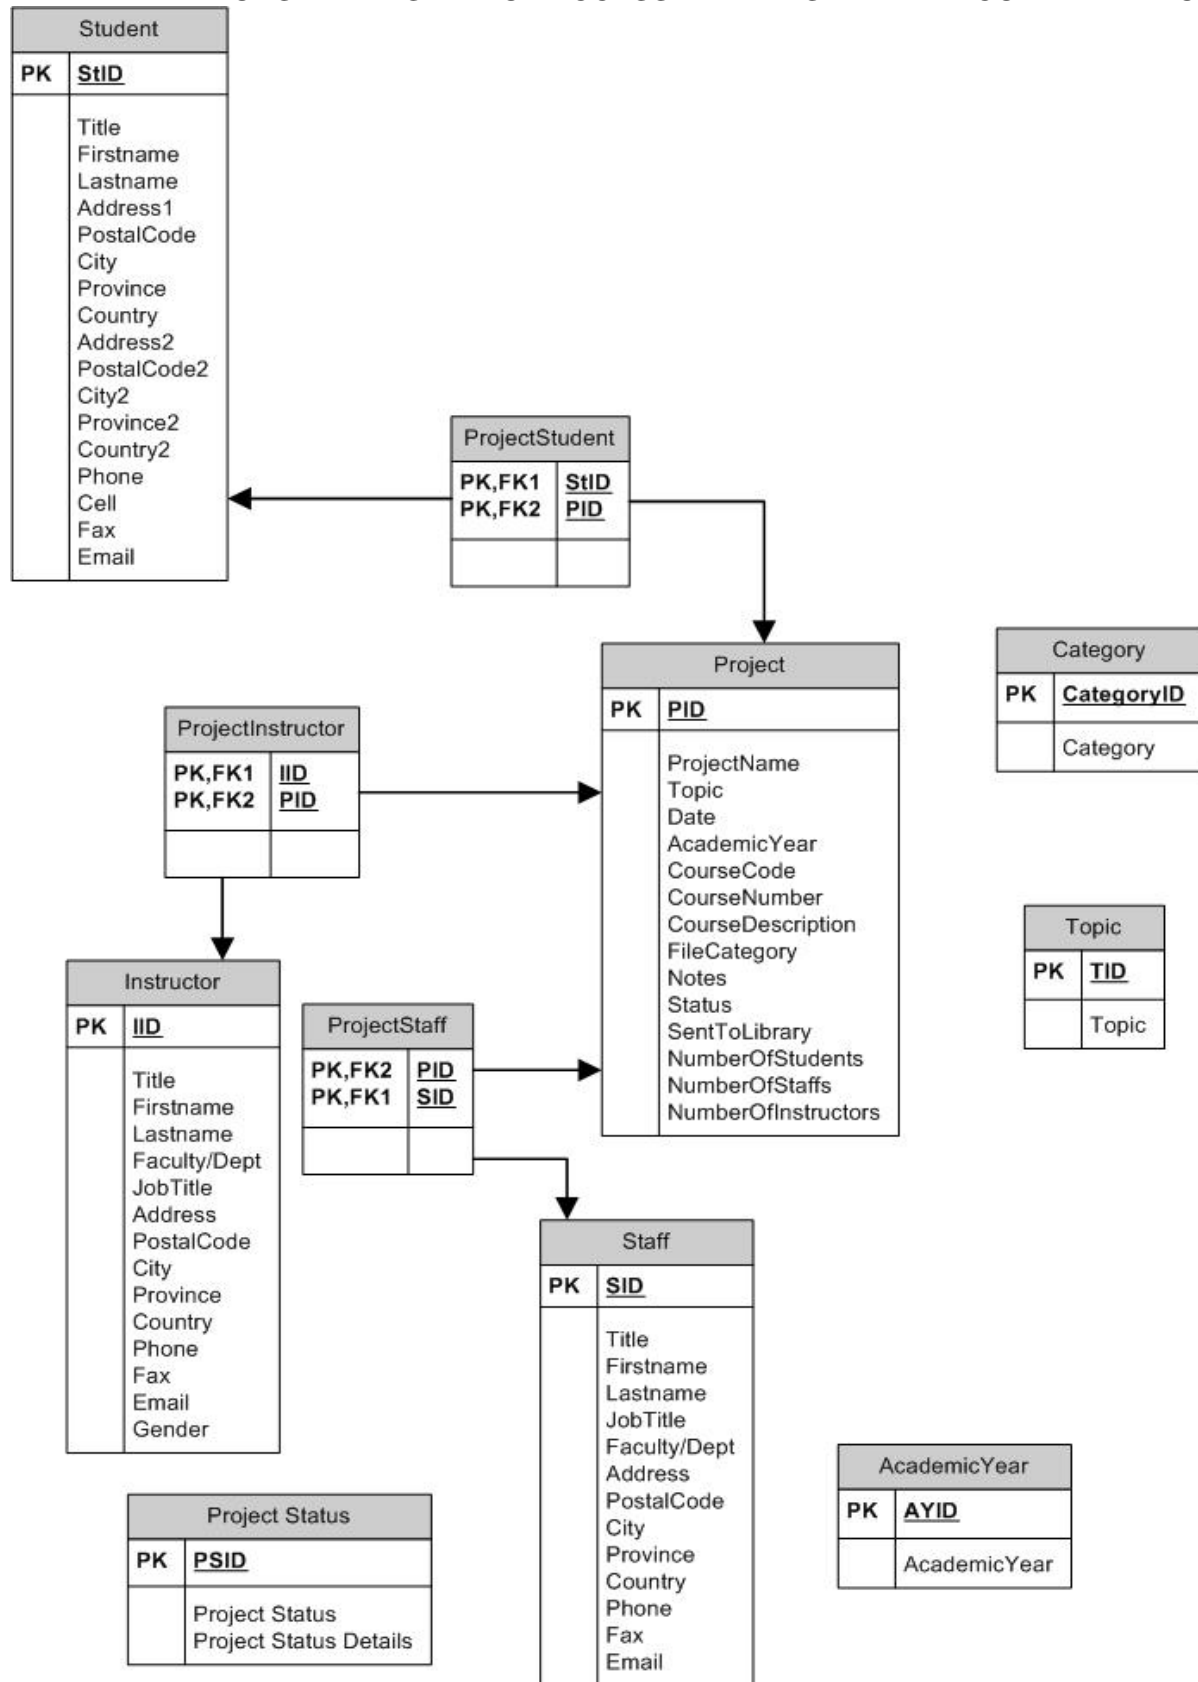 Student
PK StID
Title
Firstname
Lastname
Address1
PostalCode
City
Province
Country
Address2
PostalCode2
City2
Province2
Country2
Phone
Cell
Fax
Email
ProjectStudent
PK,FK1 StID
PK,FK2 PID
Project
PK PID
ProjectName
Topic
Date
AcademicYear
CourseCode
CourseNumber
CourseDescription
FileCategory
Notes
Status
SentToLibrary
NumberOfStudents
NumberOfStaffs
NumberOfInstructors
Category
PK CategoryID
Category
ProjectInstructor
PK,FK1 IID
PK,FK2 PID
Topic
PK TID
Topic
Instructor
PK IID
Title
Firstname
Lastname
Faculty/Dept
JobTitle
Address
PostalCode
City
Province
Country
Phone
Fax
Email
Gender
ProjectStaff
PK,FK2 PID
PK,FK1 SID
Staff
PK SID
Title
Firstname
Lastname
JobTitle
Faculty/Dept
Address
PostalCode
City
Province
Country
Phone
Fax
Email
AcademicYear
PK AYID
AcademicYear
Project Status
PK PSID
Project Status
Project Status Details